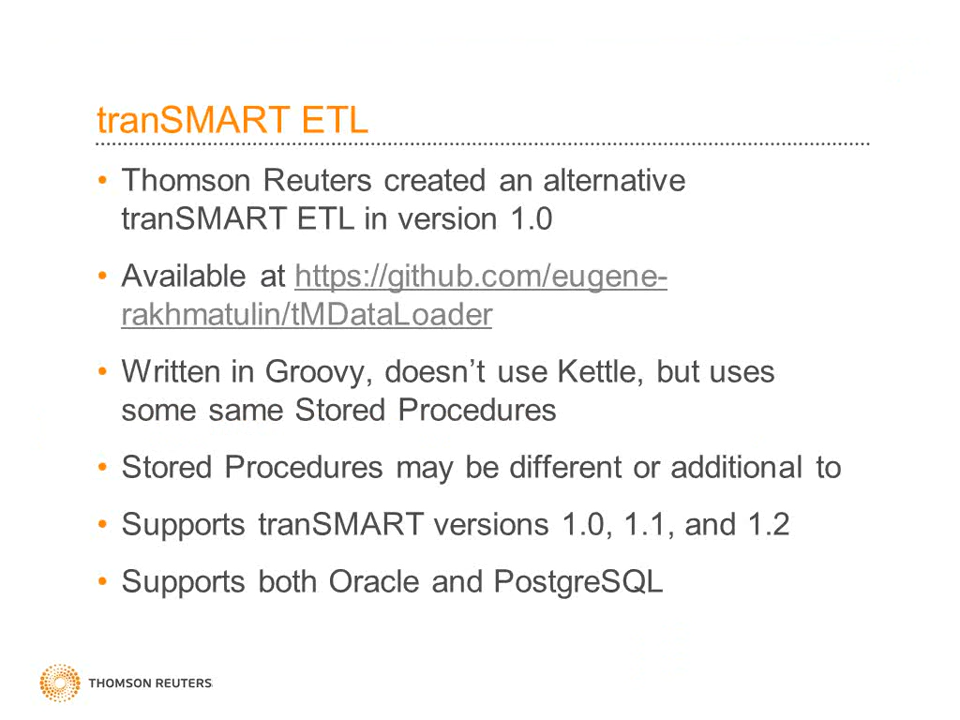 tranSMART ETL
• Thomson Reuters created an alternative
tranSMART ETL in version 1.0
• Available at https://github.com/eugene-
rakhmatulin/tMDataLoader
• Written in Groovy, doesn’t use Kettle, but uses
some same Stored Procedures
• Stored Procedures may be different or additional to
• Supports tranSMART versions 1.0, 1.1, and 1.2
• Supports both Oracle and PostgreSQL
THOMSON REUTERS